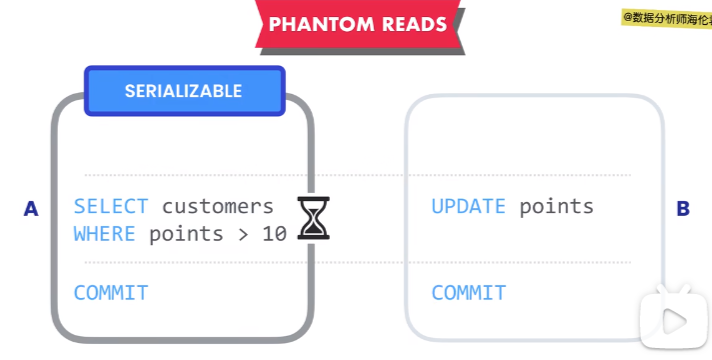 PHANTOM READS
@数据分析师海伦
SERIALIZABLE
A
SELECT customers
WHERE points > 10
COMMIT
UPDATE points
COMMIT
B